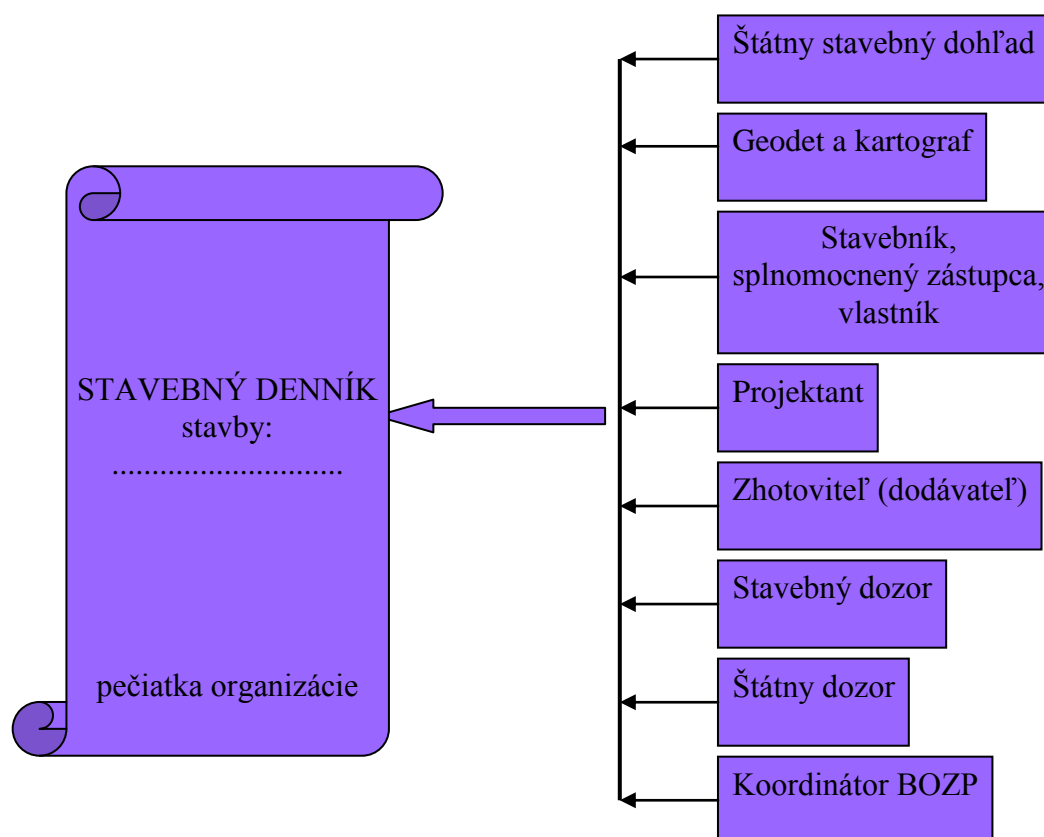 STAVEBNÝ DENNÍK
stavby:
.............................
pečiatka organizácie
Štátny stavebný dohľad
Geodet a kartograf
Stavebník,
splnomocnený zástupca,
vlastník
Projektant
Zhotoviteľ (dodávateľ)
Stavebný dozor
Štátny dozor
Koordinátor BOZP